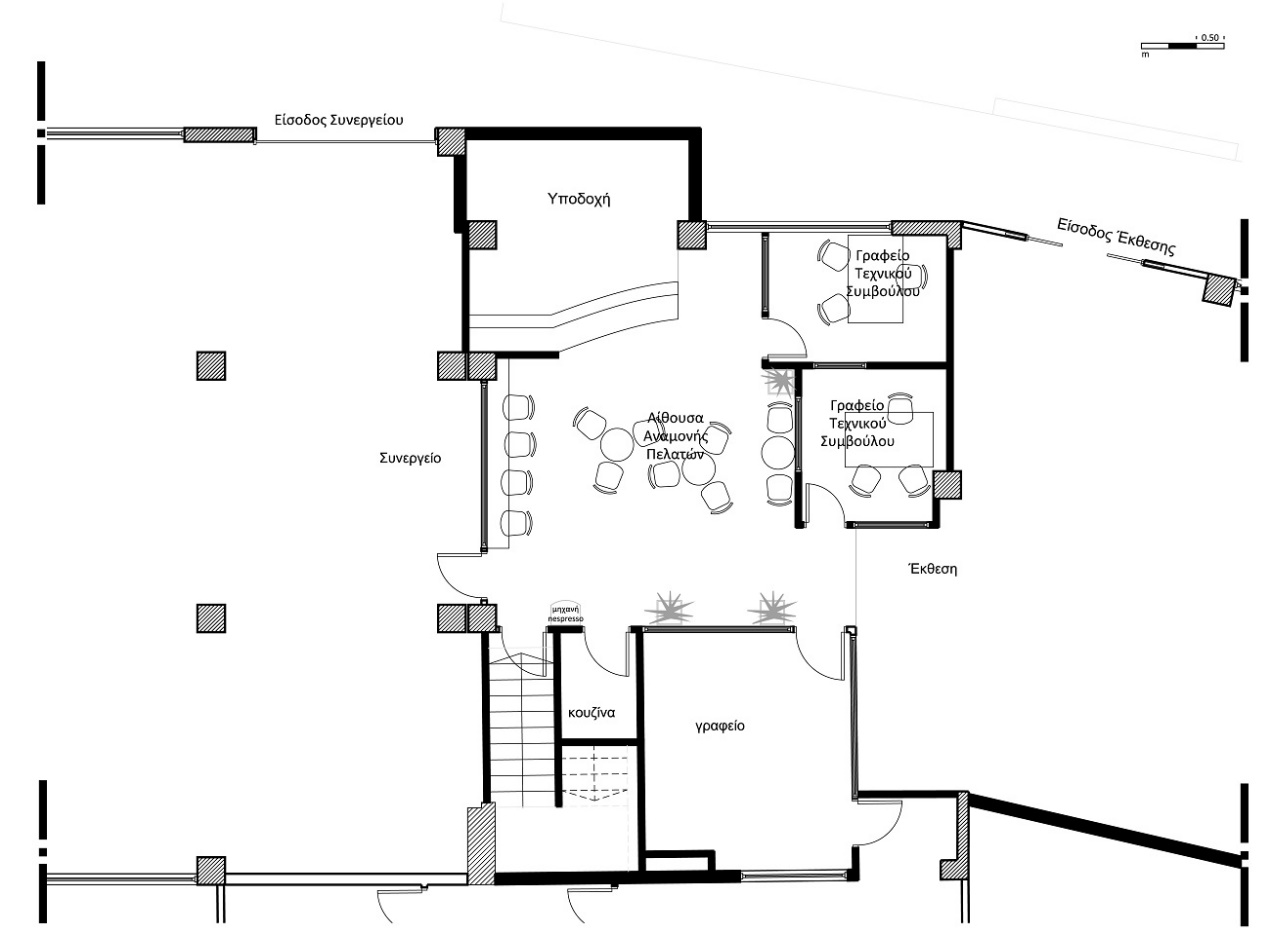 0.50
m
Είσοδος Συνεργείου
Υποδοχή
Είσοδος Έκθεσης
Γραφείο
Τεχνικού
Συμβούλου
Γραφείο
Τεχνικού
Συμβούλου
Αίθουσα
Αναμονής
Πελατών
Συνεργείο
Έκθεση
μηχανή
nespresso
κουζίνα
γραφείο